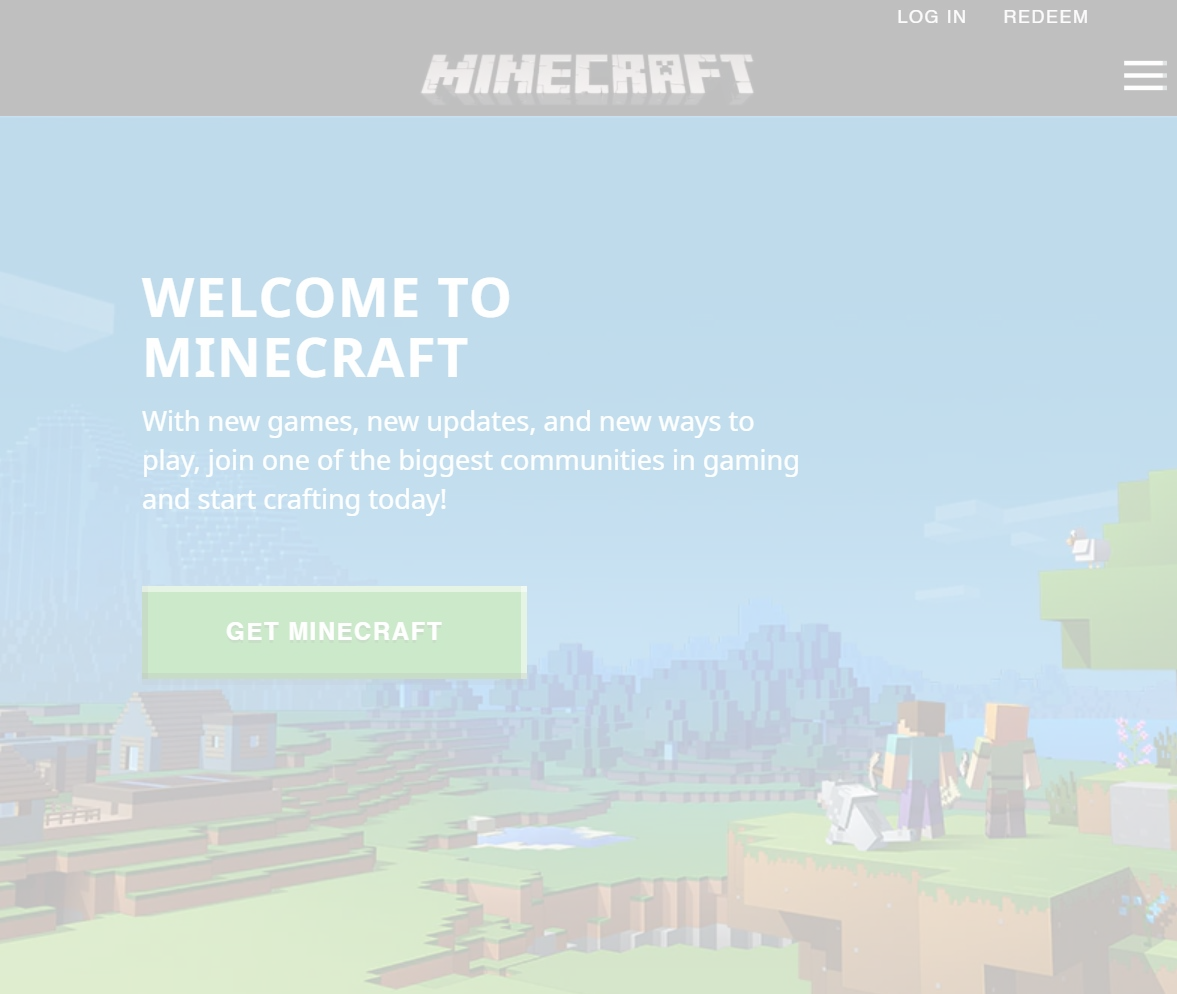 LOG IN REDEEM
MINECRAFT
WELCOME TO
MINECRAFT
With new games, new updates, and new ways to
play, join one of the biggest communities in gaming
and start crafting today!
GET MINECRAFT